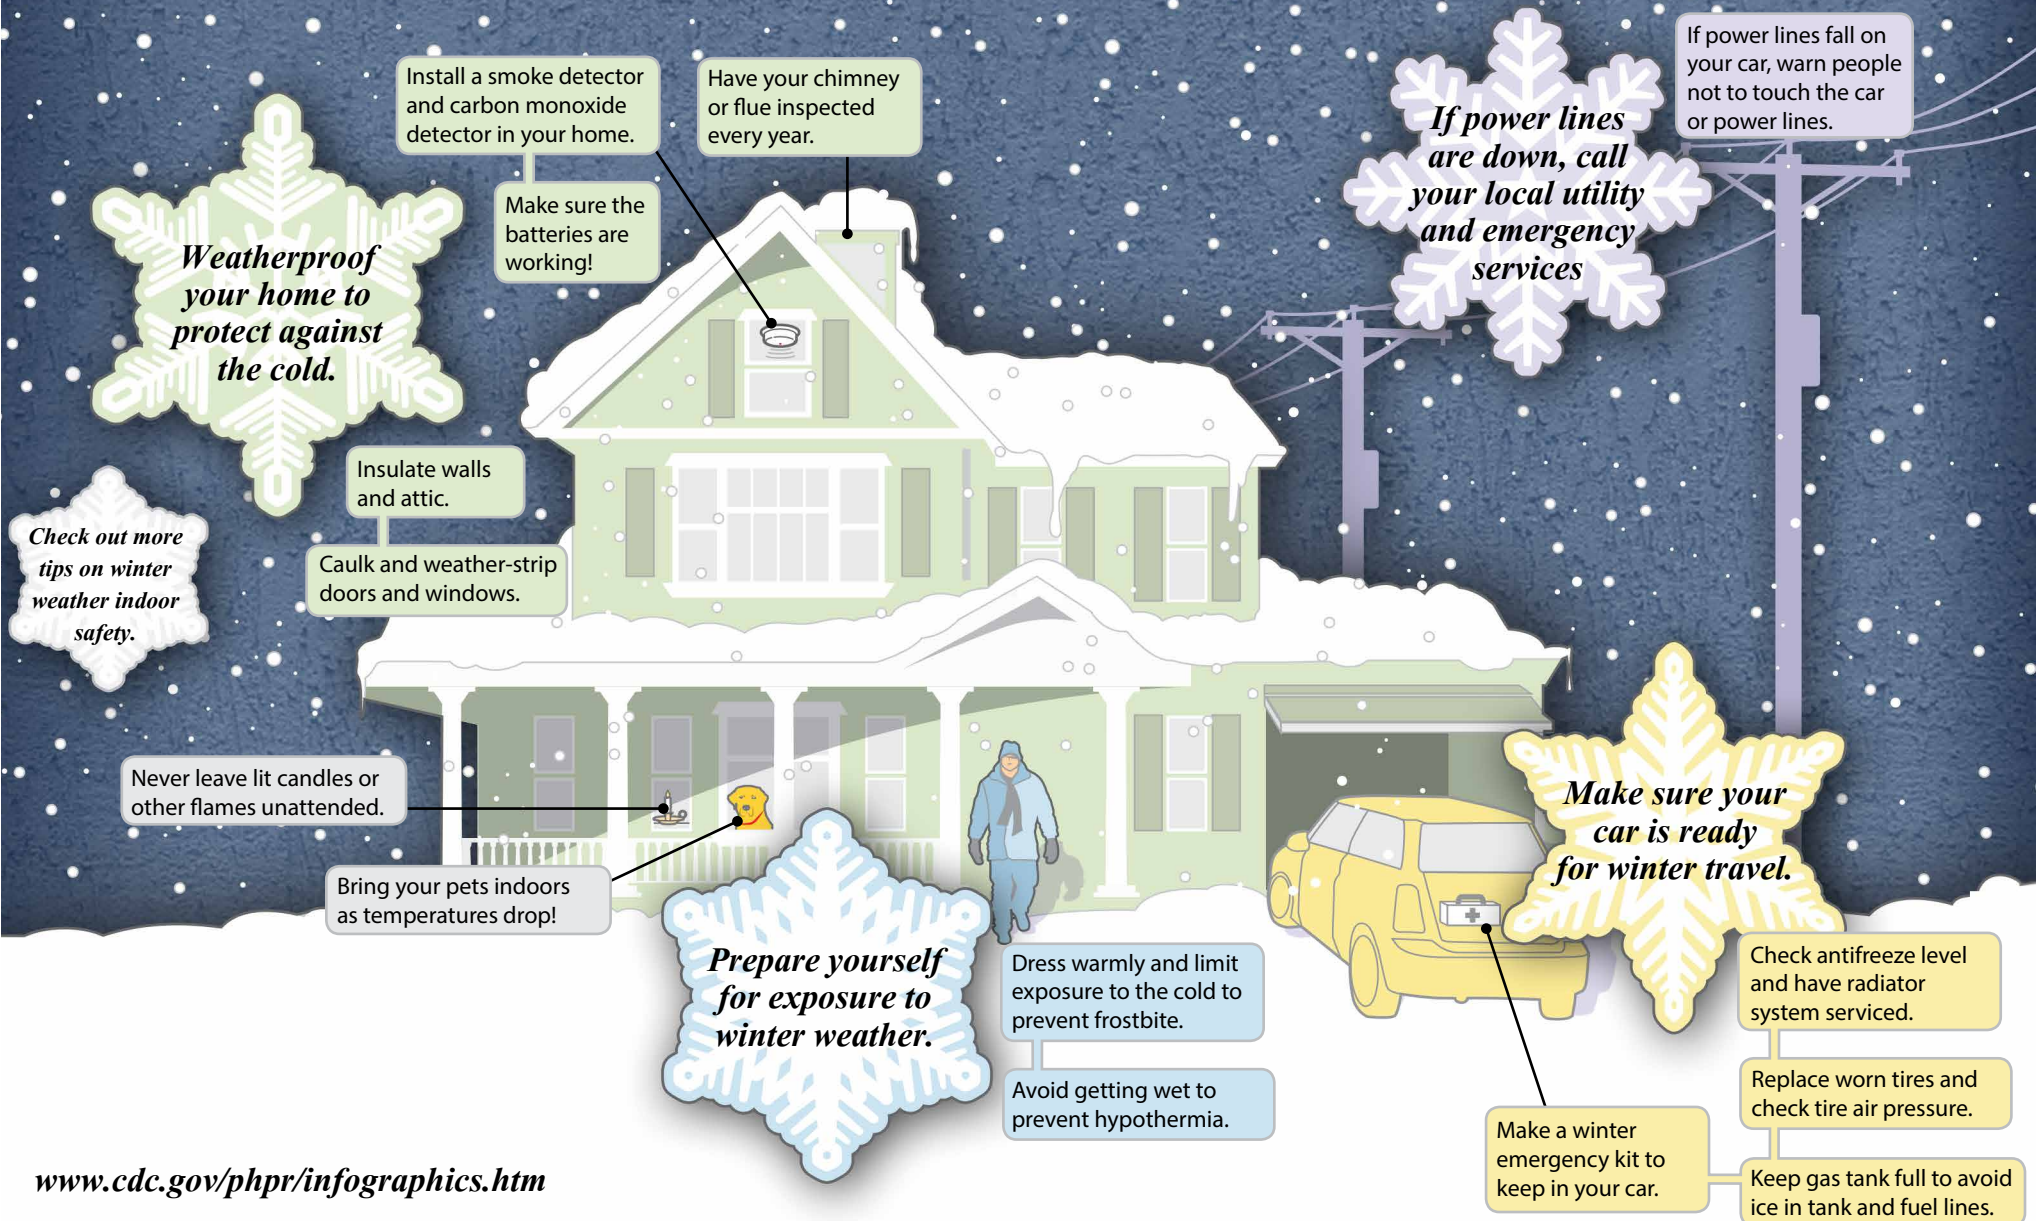 Install a smoke detector
and carbon monoxide
detector in your home.
Make sure the
batteries are
working!
Have your chimney
or flue inspected
every year.
If power lines
are down, call
your local utility
and emergency
services
If power lines fall on
your car, warn people
not to touch the car
or power lines.
Weatherproof
your home to
protect against
the cold.
Insulate walls
and attic.
Caulk and weather-strip
doors and windows.
Check out more
tips on winter
weather indoor
safety.
Never leave lit candles or
other flames unattended.
Bring your pets indoors
as temperatures drop!
Prepare yourself
for exposure to
winter weather.
Dress warmly and limit
exposure to the cold to
prevent frostbite.
Avoid getting wet to
prevent hypothermia.
Make sure your
car is ready
for winter travel.
Check antifreeze level
and have radiator
system serviced.
Replace worn tires and
check tire air pressure.
Keep gas tank full to avoid
ice in tank and fuel lines.
Make a winter
emergency kit to
keep in your car.
www.cdc.gov/phpr/infographics.htm